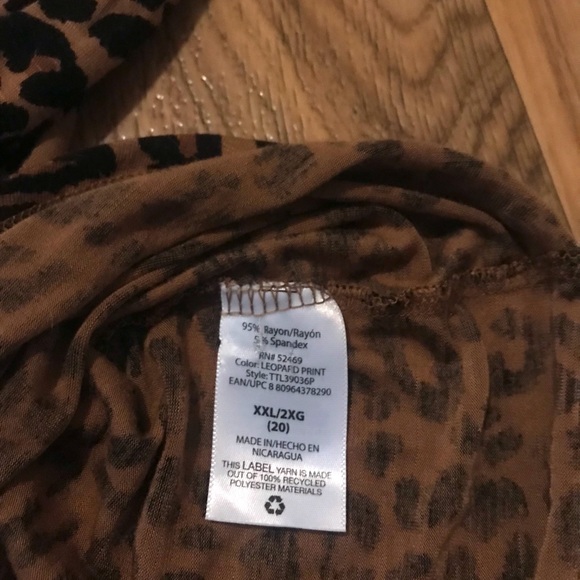 95% Rayon/Rayón
5% Spandex
RN# 52469
Color: LEOPARD PRINT
Style: TTL39036P
EAN/UPC 8 80964378290
XXL/2XG
(20)
MADE IN/HECHO EN
NICARAGUA
THIS LABEL YARN IS MADE
OUT OF 100% RECYCLED
POLYESTER MATERIALS